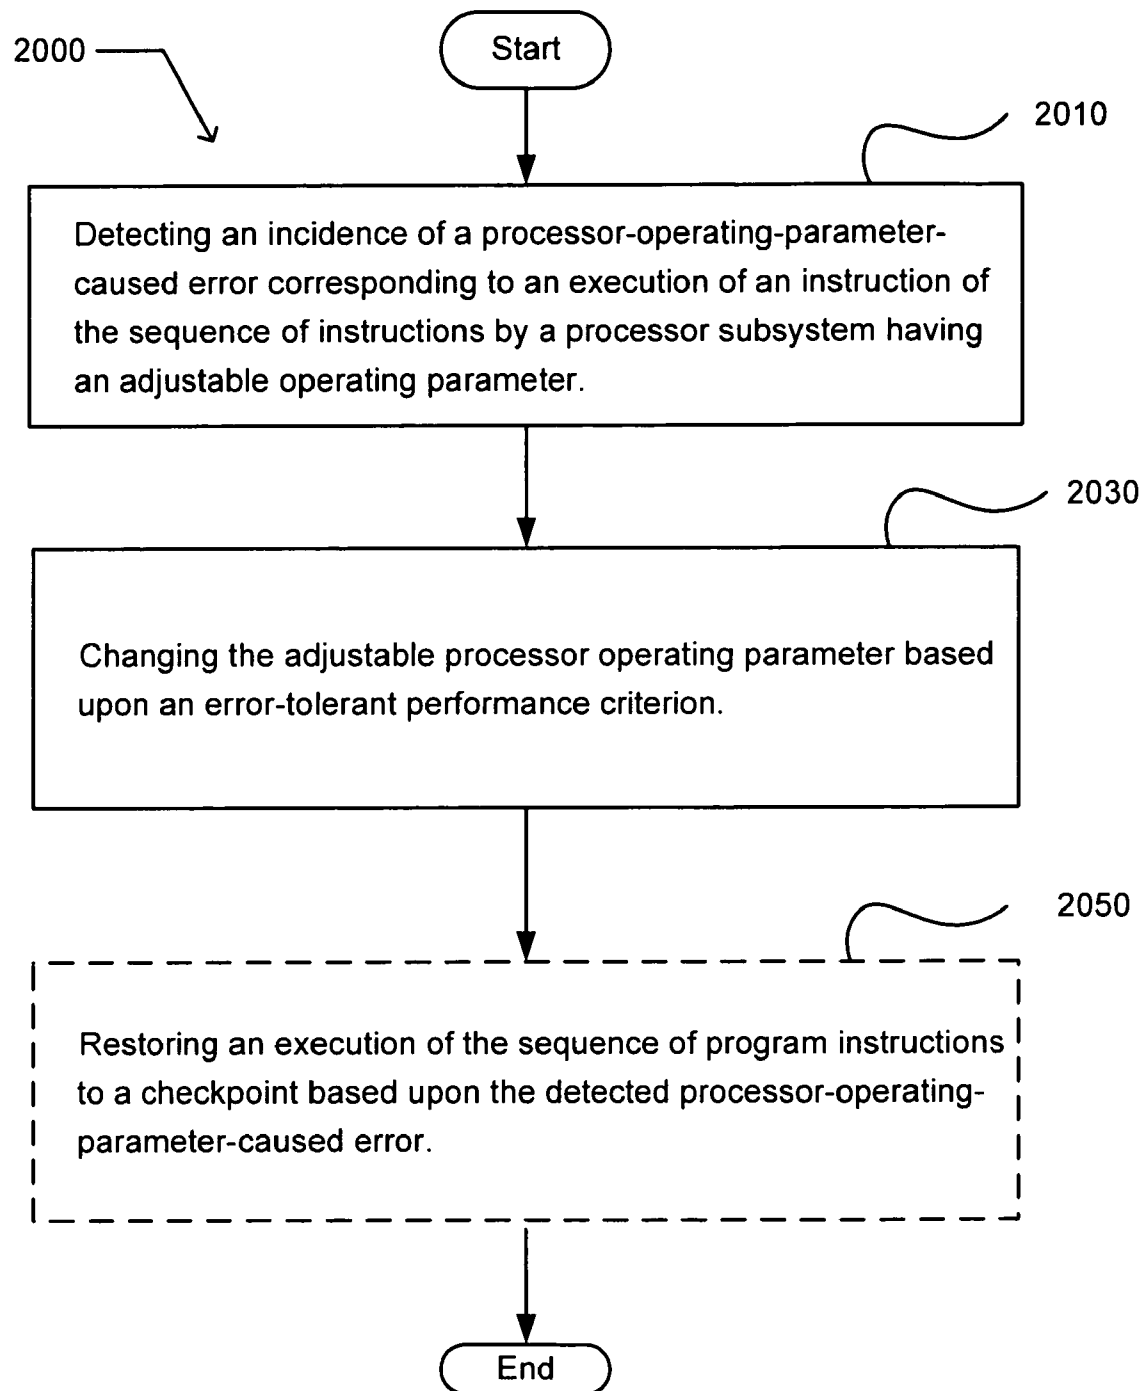 2000
Start
2010
Detecting an incidence of a processor-operating-parameter-
caused error corresponding to an execution of an instruction of
the sequence of instructions by a processor subsystem having
an adjustable operating parameter.
2030
Changing the adjustable processor operating parameter based
upon an error-tolerant performance criterion.
2050
Restoring an execution of the sequence of program instructions
to a checkpoint based upon the detected processor-operating-
parameter-caused error.
End